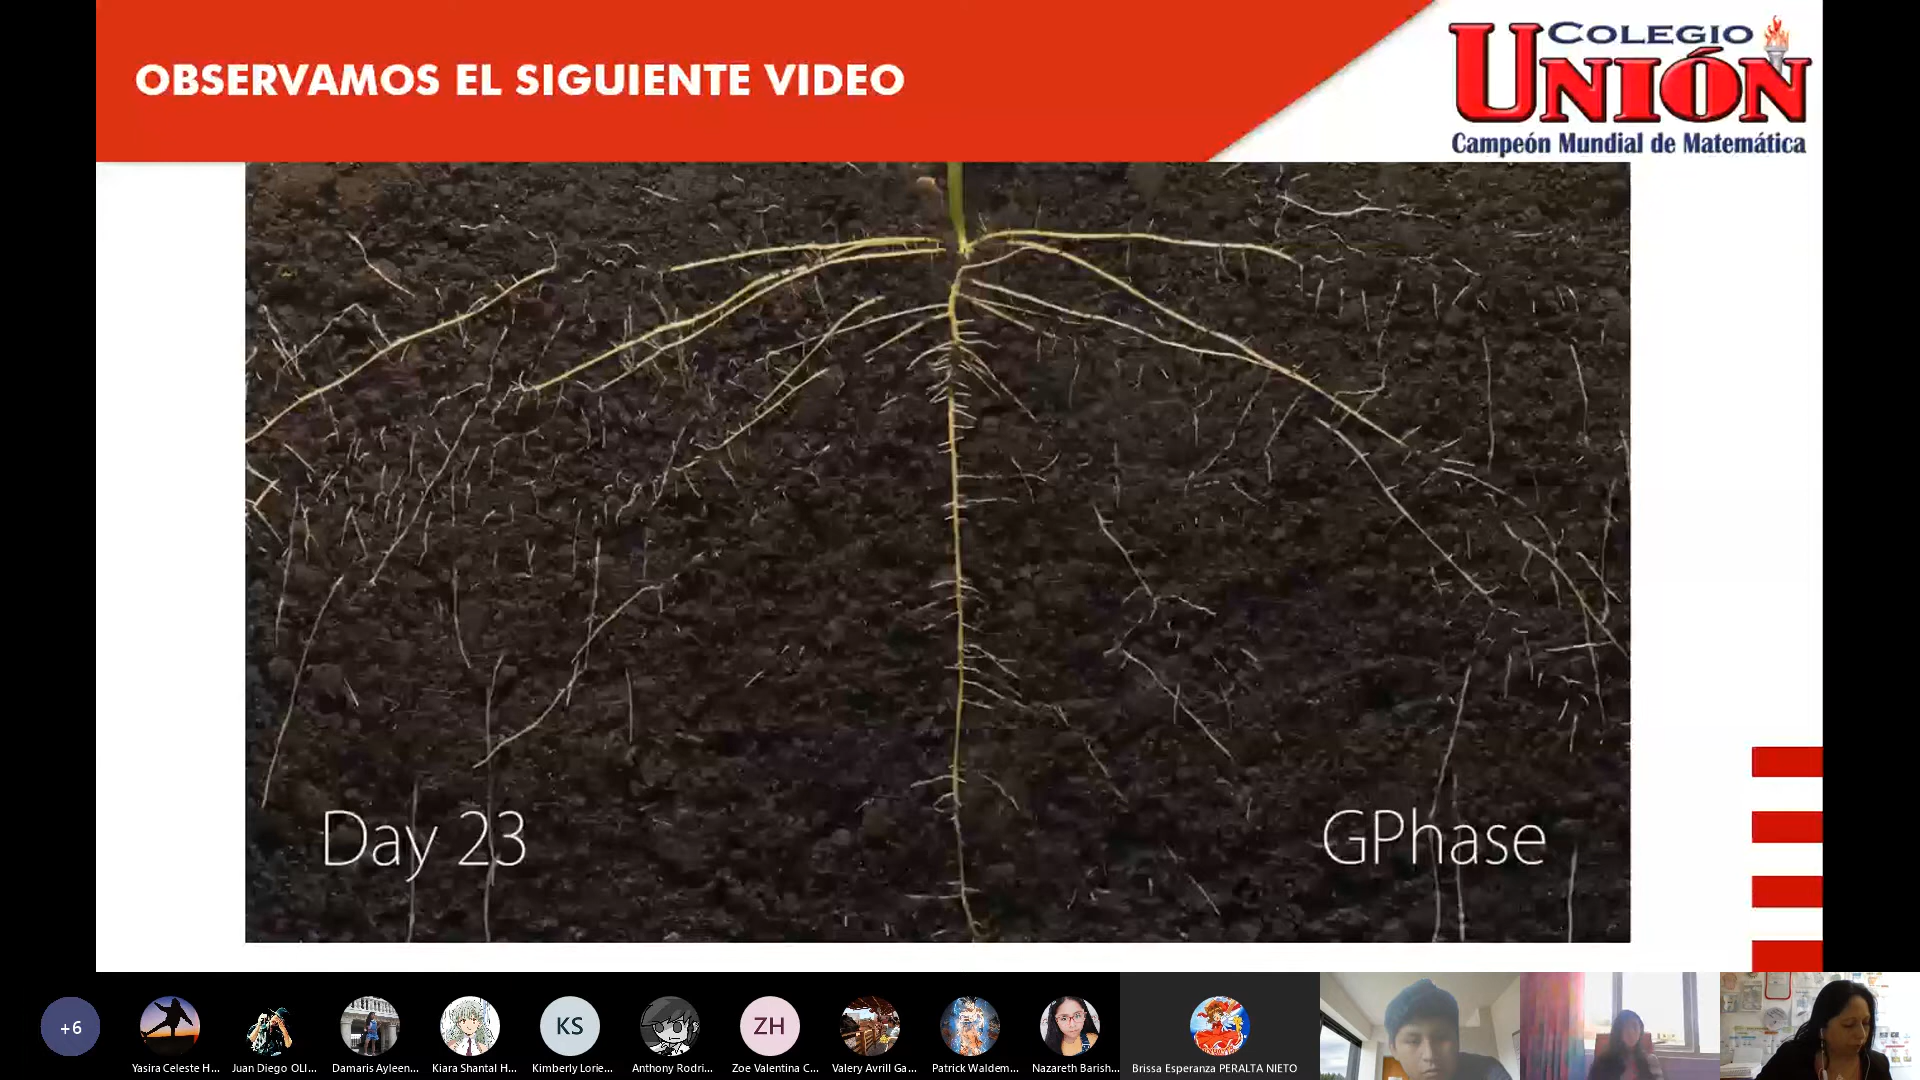 OBSERVAMOS EL SIGUIENTE VIDEO
COLEGIO
UNIÓN
Campeón Mundial de Matemática
Day 23
GPhase
+6
KS
ZH
Yasira Celeste H...
Juan Diego OLI...
Damaris Ayleen...
Kiara Shantal H...
Kimberly Lorie...
Anthony Rodri...
Zoe Valentina C...
Valery Avrill Ga...
Patrick Waldem...
Nazareth Barish...
Brissa Esperanza PERALTA NIETO